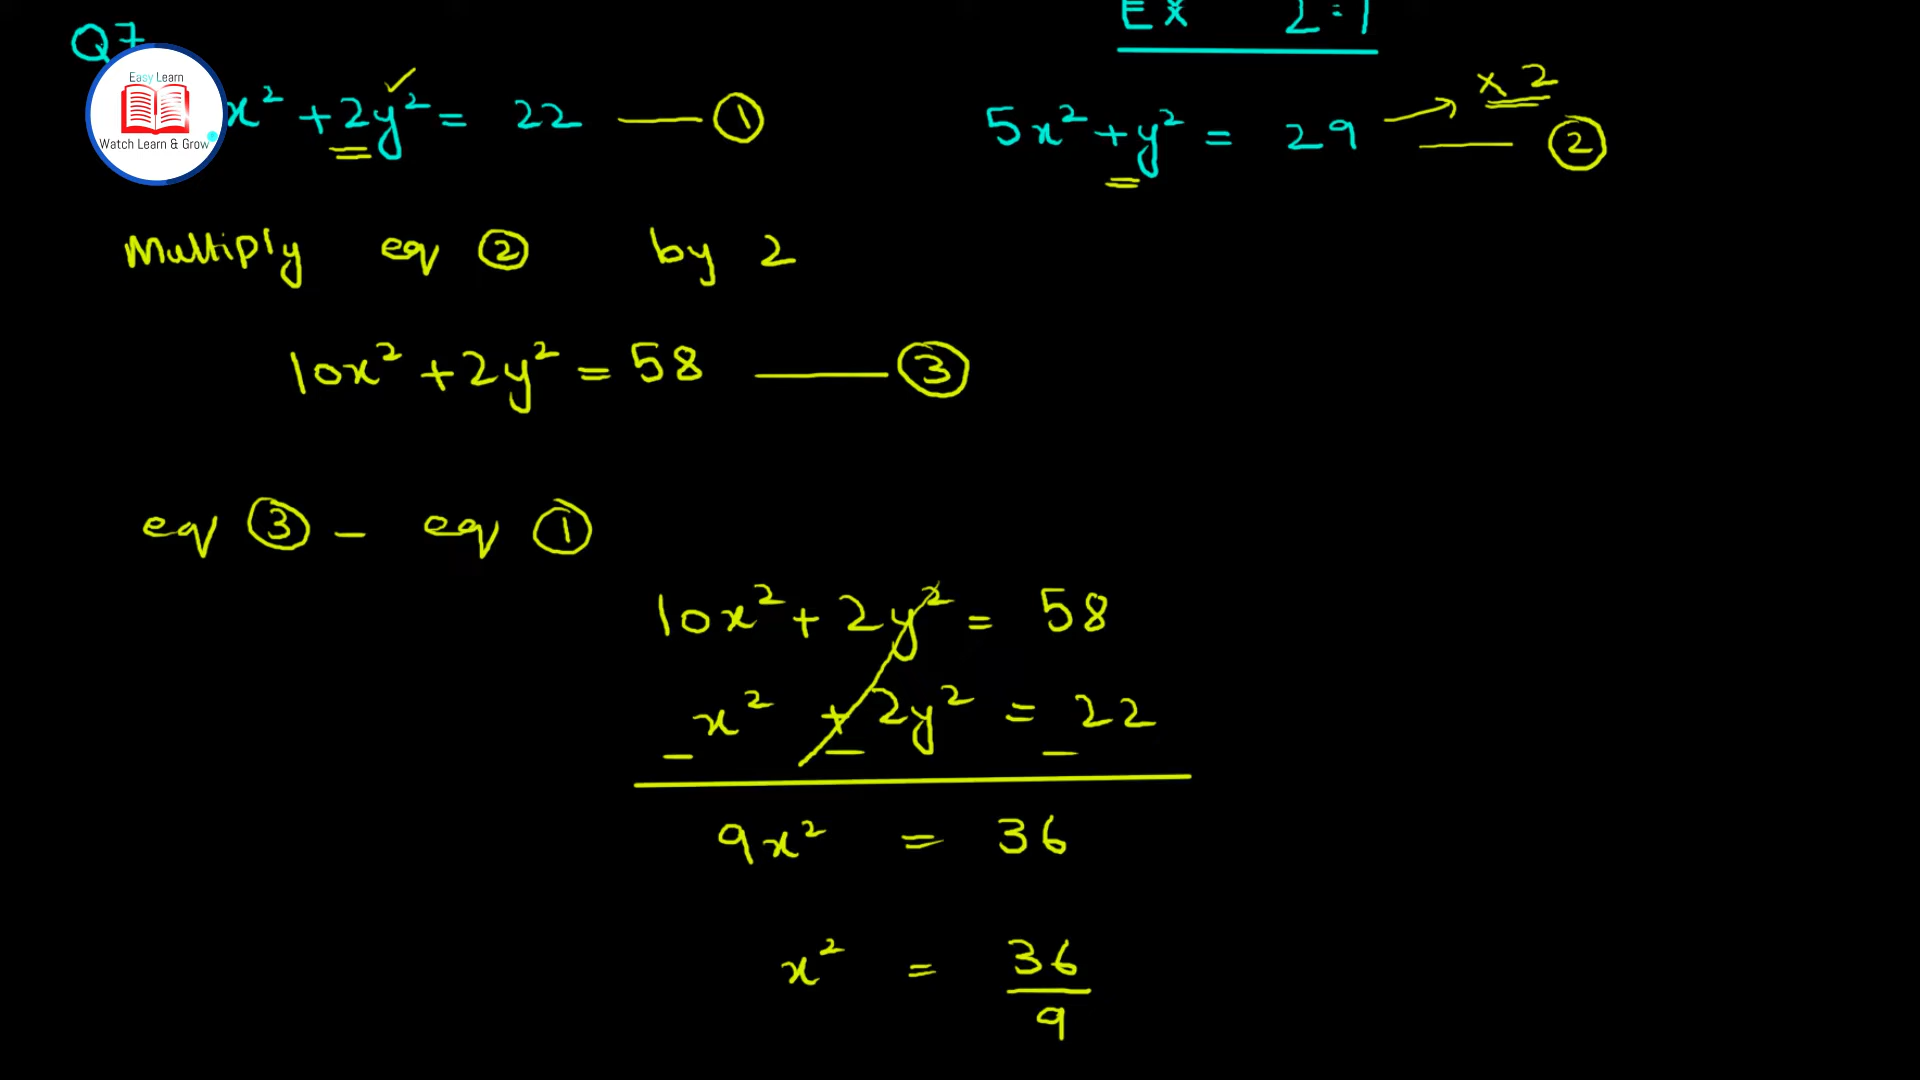 Ex 2.1
Q7
Easy Learn
Watch Learn & Grow
x² + 2y² = 22 —— ① 5x² + y² = 29 → × 2 —— ②
Multiply eq ② by 2
10x² + 2y² = 58 —— ③
eq ③ - eq ①
10x² + 2y² = 58
x² + 2y² = 22
_ _ _
9x² = 36
x² = 36/9